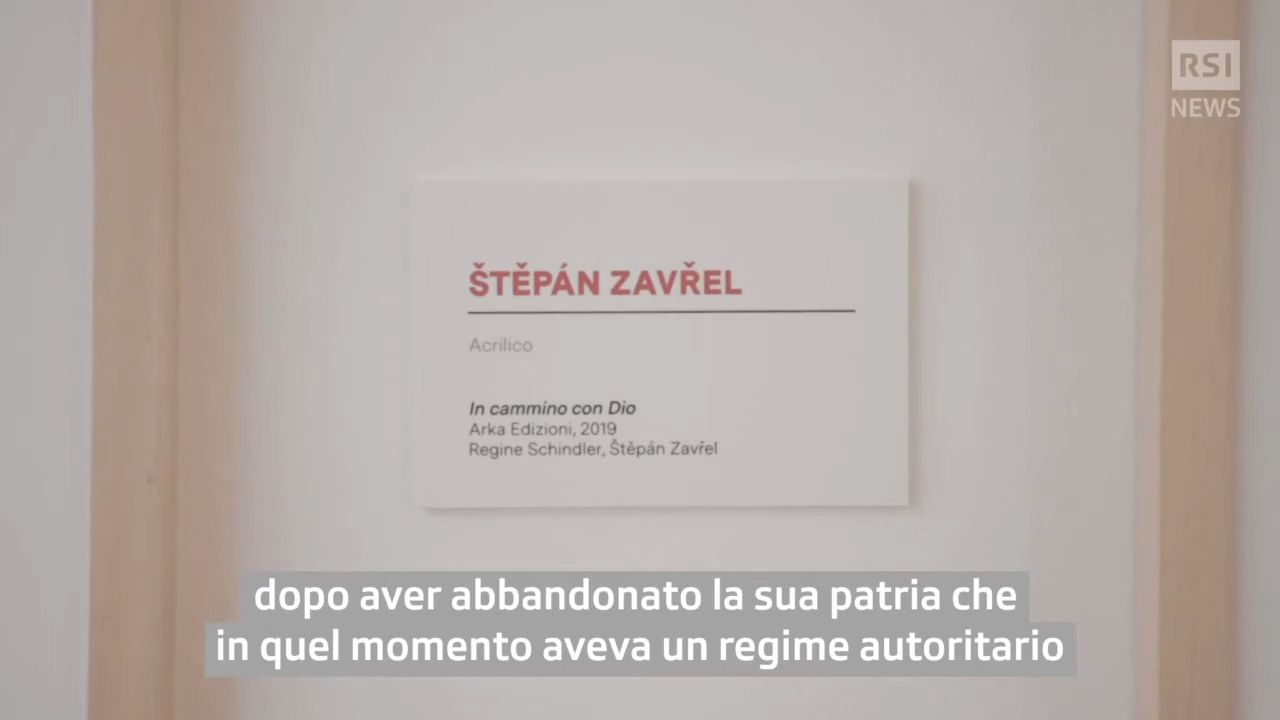 RSI
NEWS
ŠTĚPÁN ZAVŘEL
Acrilico
In cammino con Dio
Arka Edizioni, 2019
Regine Schindler, Štěpán Zavřel
dopo aver abbandonato la sua patria che
in quel momento aveva un regime autoritario